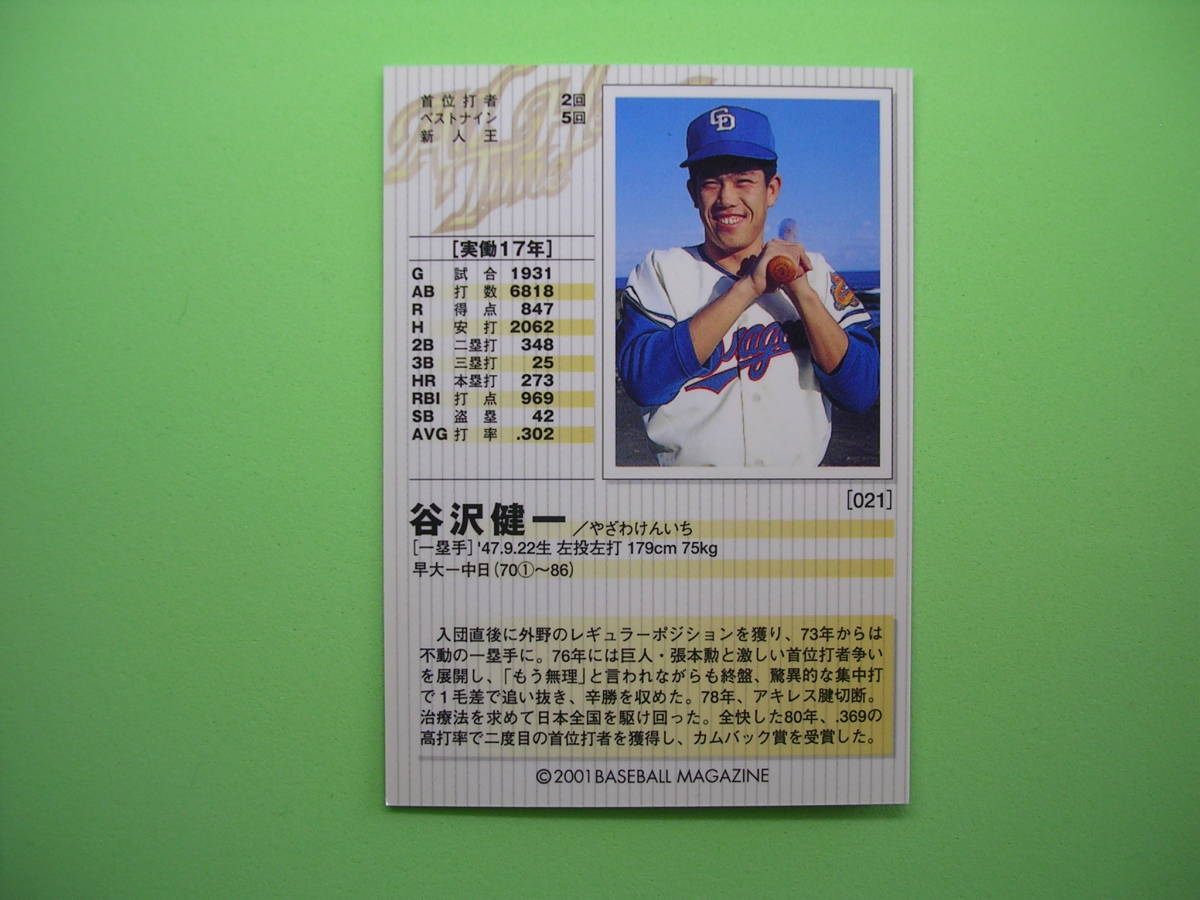 首位打者 2回
ベストナイン 5回
新人王
[実働17年]
G 試合 1931
AB 打数 6818
R 得点 847
H 安打 2062
2B 二塁打 348
3B 三塁打 25
HR 本塁打 273
RBI 打点 969
SB 盗塁 42
AVG 打率 .302
CD
[021]
谷沢健一/やざわけんいち
[一塁手]'47.9.22生 左投左打 179cm 75kg
早大ー中日(70①〜86)
入団直後に外野のレギュラーポジションを獲り、73年からは
不動の一塁手に。76年には巨人・張本勲と激しい首位打者争い
を展開し、「もう無理」と言われながらも終盤、驚異的な集中打
で1毛差で追い抜き、辛勝を収めた。78年、アキレス腱切断。
治療法を求めて日本全国を駆け回った。全快した80年、.369の
高打率で二度目の首位打者を獲得し、カムバック賞を受賞した。
©2001 BASEBALL MAGAZINE